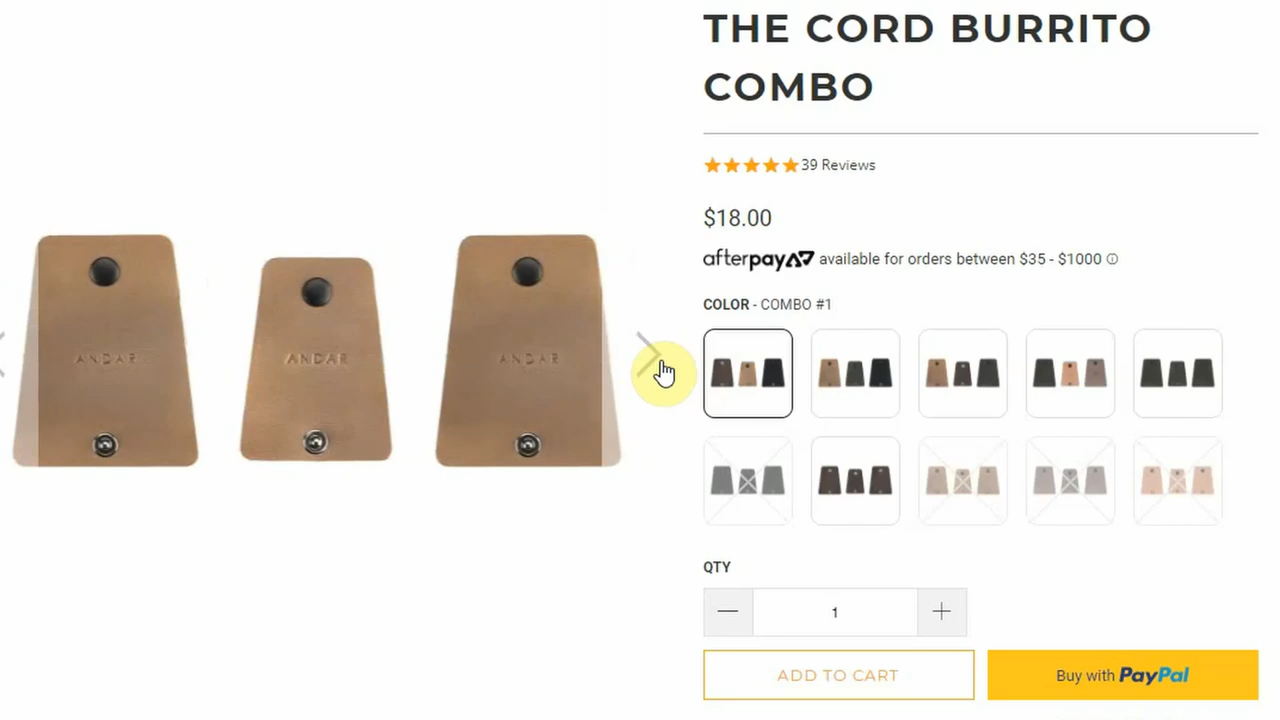 THE CORD BURRITO
COMBO
39 Reviews
$18.00
afterpay available for orders between $35 - $1000
COLOR - COMBO #1
ANDAR
ANDAR
ANDAR
QTY
1
ADD TO CART
Buy with PayPal